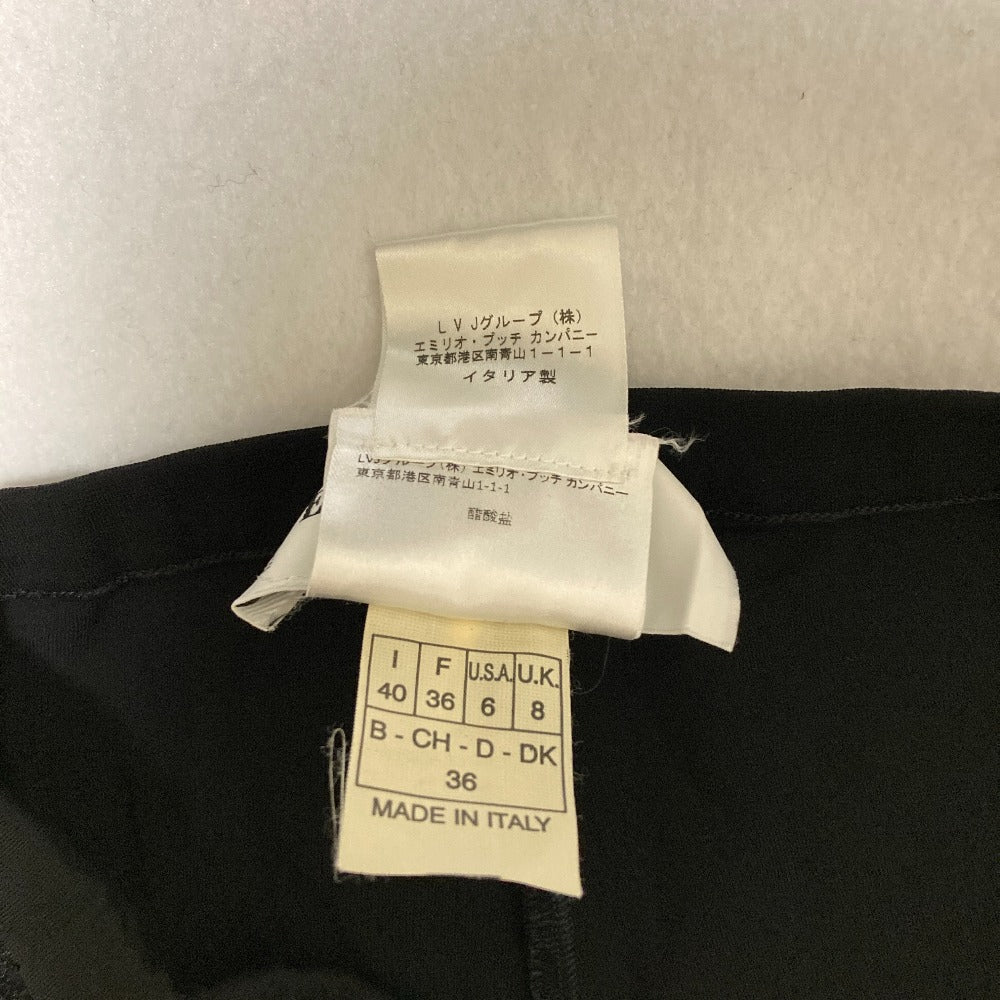 L V Jグループ (株)
エミリオ・プッチ カンパニー
東京都港区南青山1-1-1
イタリア製
LVJグループ(株) エミリオ・プッチ カンパニー
東京都港区南青山1-1-1
酢酸塩
E
I F U.S.A. U.K.
40 36 6 8
B - CH - D - DK
36
MADE IN ITALY